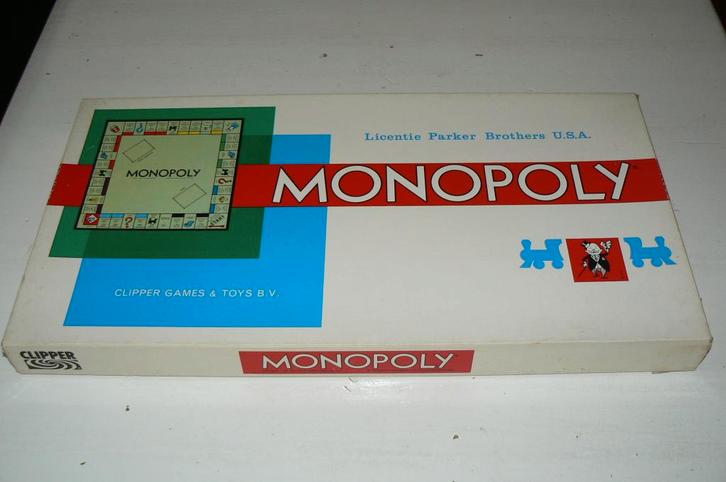 Licentie Parker Brothers U.S.A.
MONOPOLY
MONOPOLY
CLIPPER GAMES & TOYS B.V.
CLIPPER
MONOPOLY